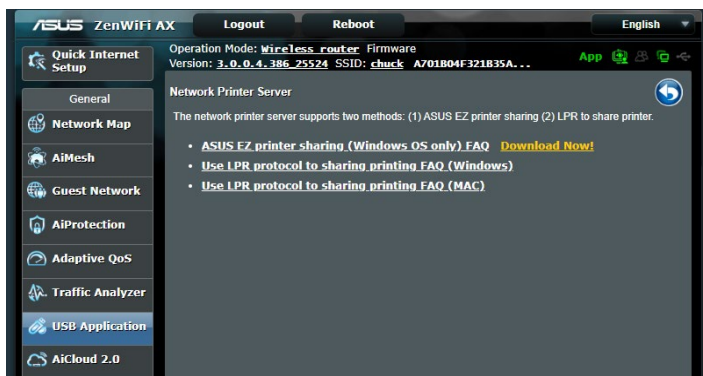 ASUS ZenWiFi AX Logout Reboot English
Quick Internet
Setup
General
Network Map
AiMesh
Guest Network
AiProtection
Adaptive QoS
Traffic Analyzer
USB Application
AiCloud 2.0
Operation Mode: Wireless router Firmware
Version: 3.0.0.4.386_25524 SSID: chuck A701B04F321B35A... App
Network Printer Server
The network printer server supports two methods: (1) ASUS EZ printer sharing (2) LPR to share printer.
• ASUS EZ printer sharing (Windows OS only) FAQ Download Now!
• Use LPR protocol to sharing printing FAQ (Windows)
• Use LPR protocol to sharing printing FAQ (MAC)